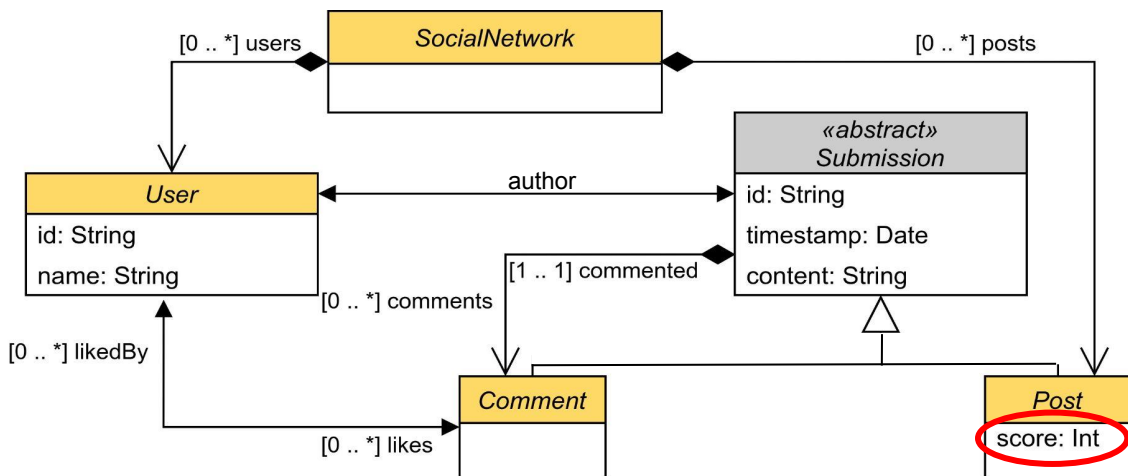 SocialNetwork
[0 .. *] users
[0 .. *] posts
«abstract»
Submission
id: String
timestamp: Date
content: String
User
id: String
name: String
author
[1 .. 1] commented
[0 .. *] comments
[0 .. *] likedBy
[0 .. *] likes
Comment
Post
score: Int